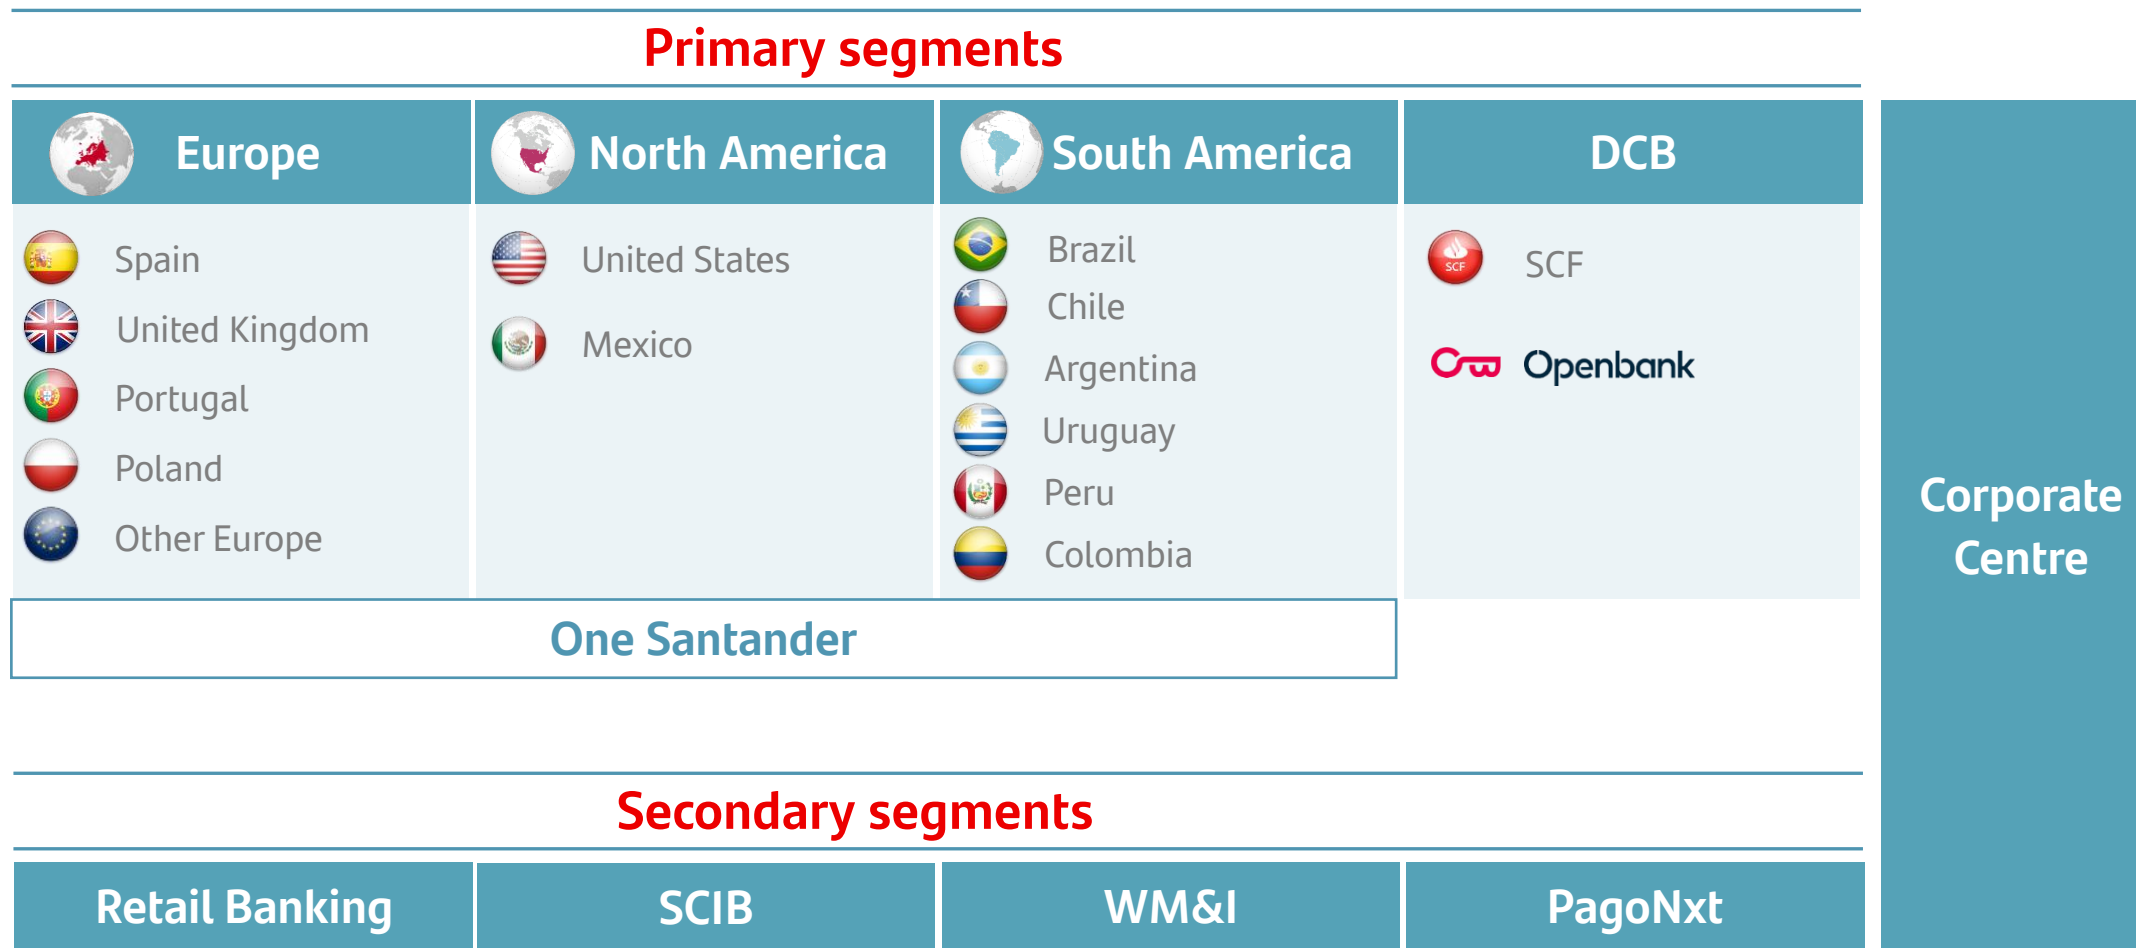 Primary segments
Europe
North America
South America
DCB
Spain
United Kingdom
Portugal
Poland
Other Europe
United States
Mexico
Brazil
Chile
Argentina
Uruguay
Peru
Colombia
SCF
SCF
Openbank
One Santander
Corporate
Centre
Secondary segments
Retail Banking
SCIB
WM&I
PagoNxt